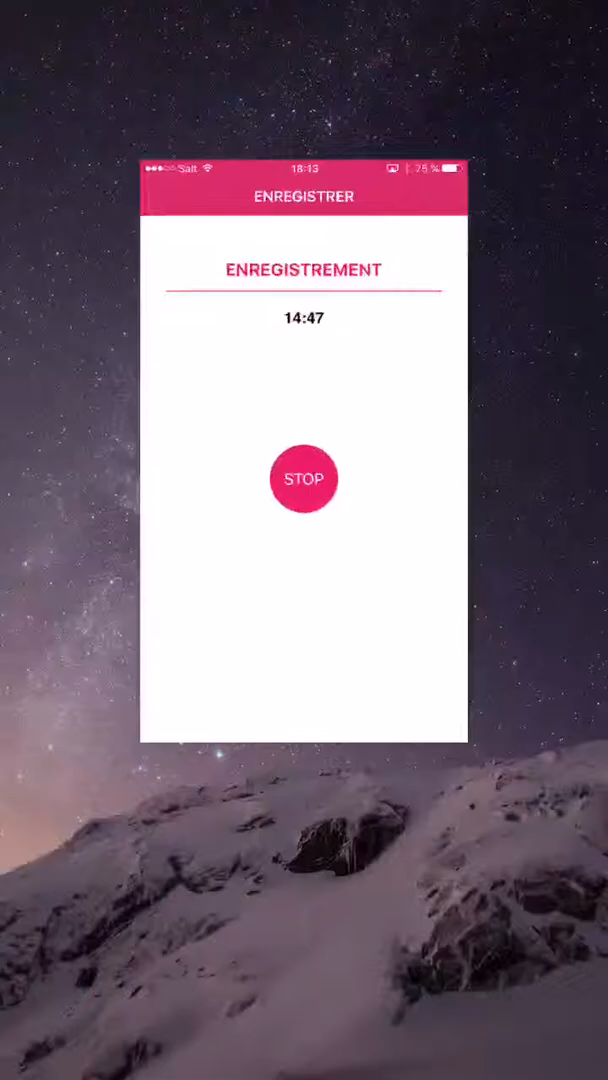 Salt 18:13 75 %
ENREGISTRER
ENREGISTREMENT
14:47
STOP